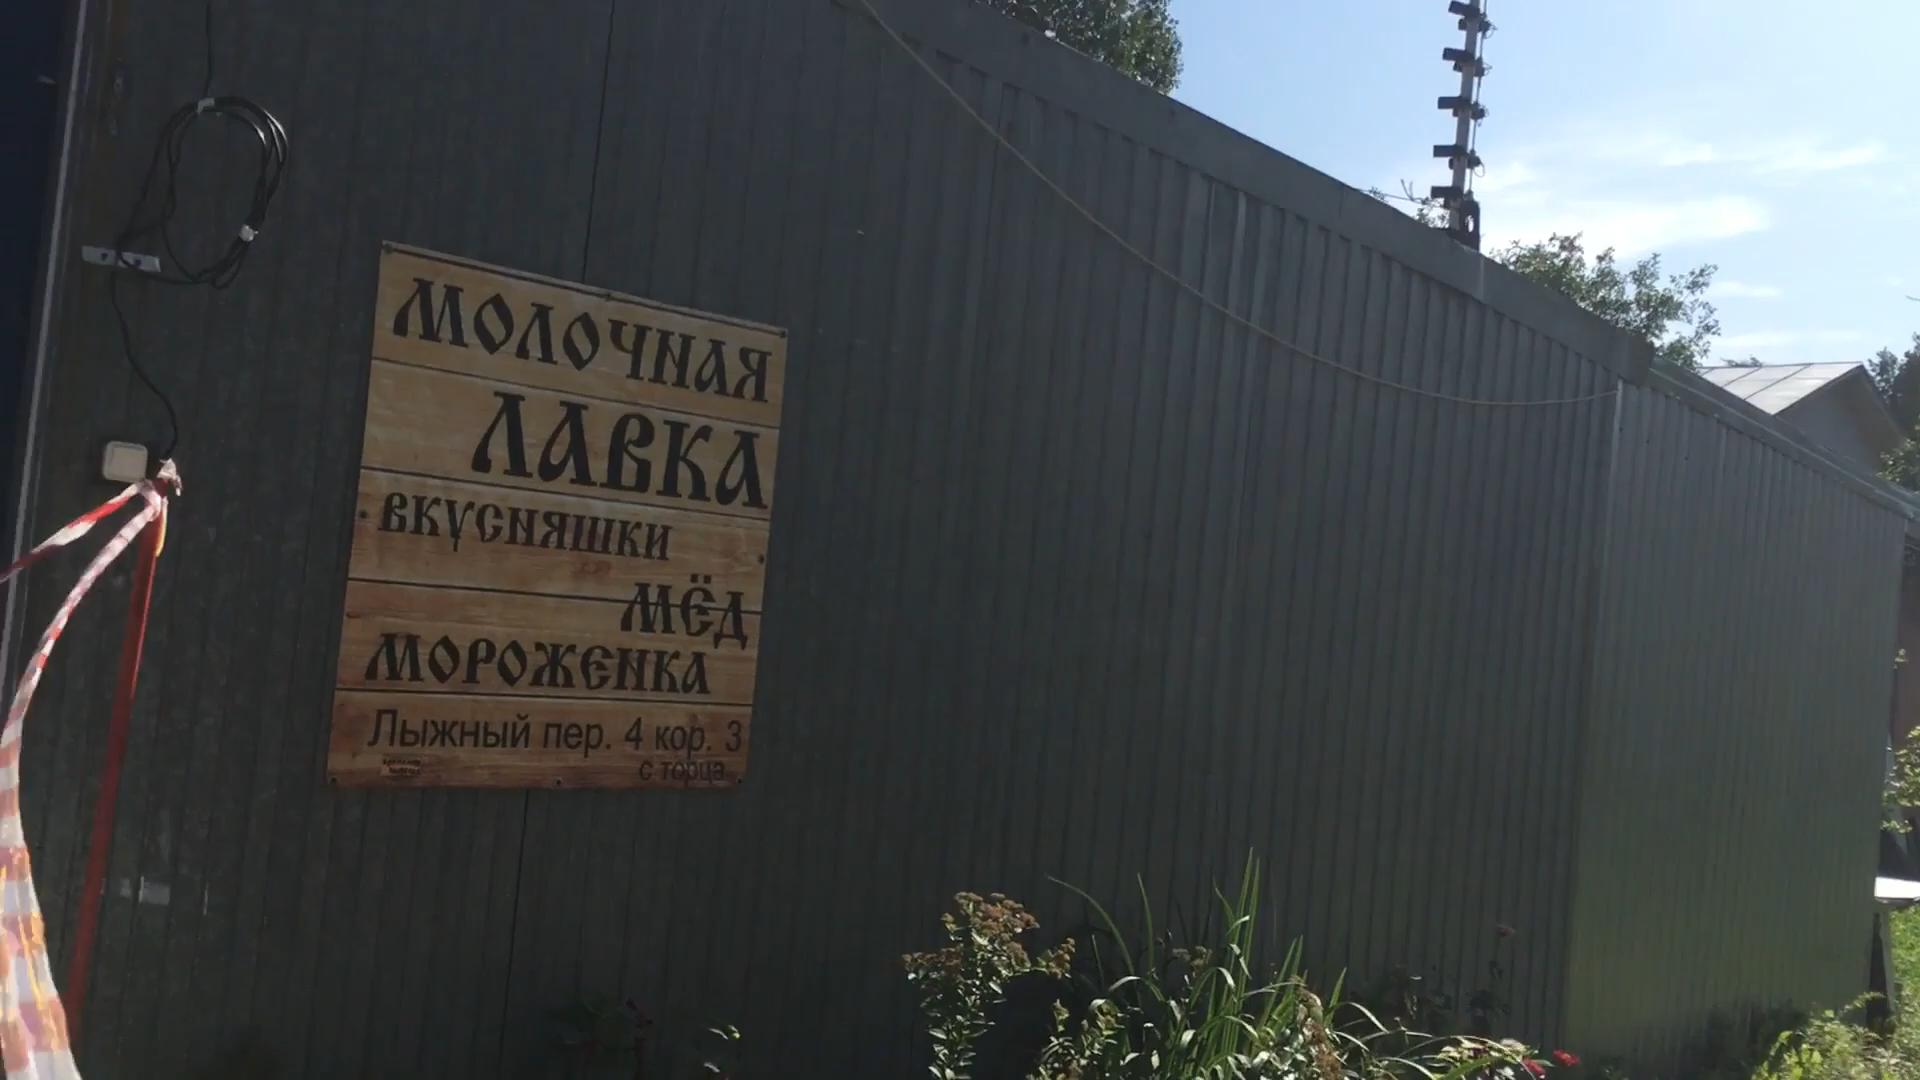 МОЛОЧНАЯ
ЛАВКА
ВКУСНЯШКИ
МЁД
МОРОЖЕНКА
Лыжный пер. 4 кор. 3
с торца